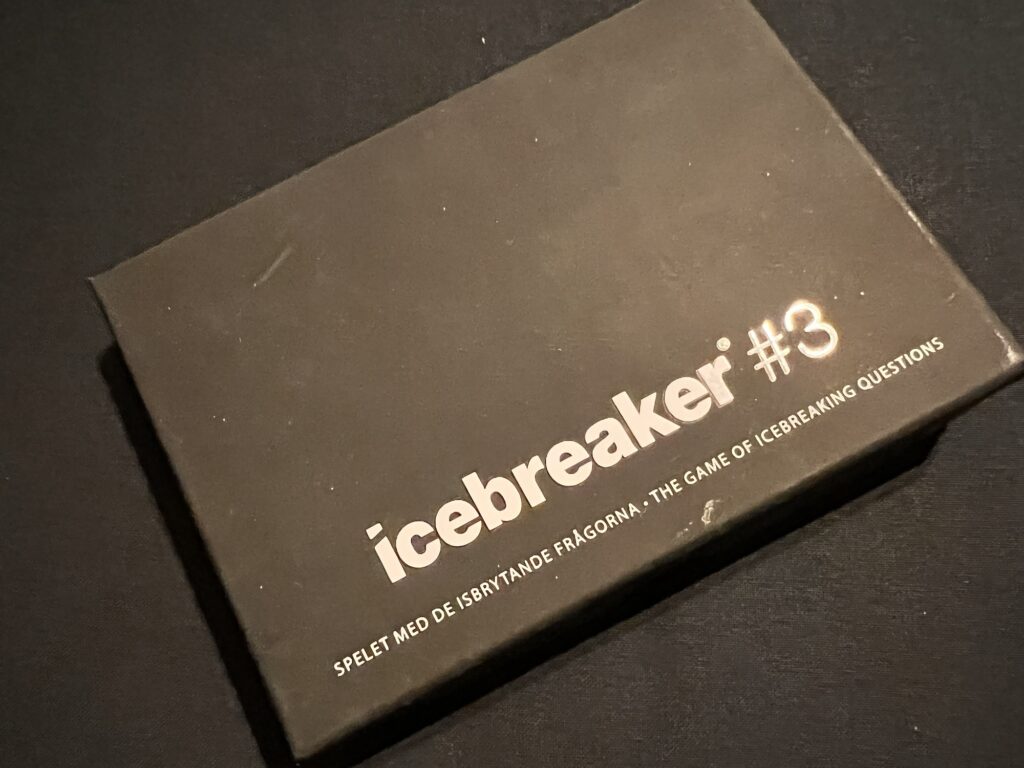 icebreaker® #3
SPELET MED DE ISBRYTANDE FRÅGORNA • THE GAME OF ICEBREAKING QUESTIONS